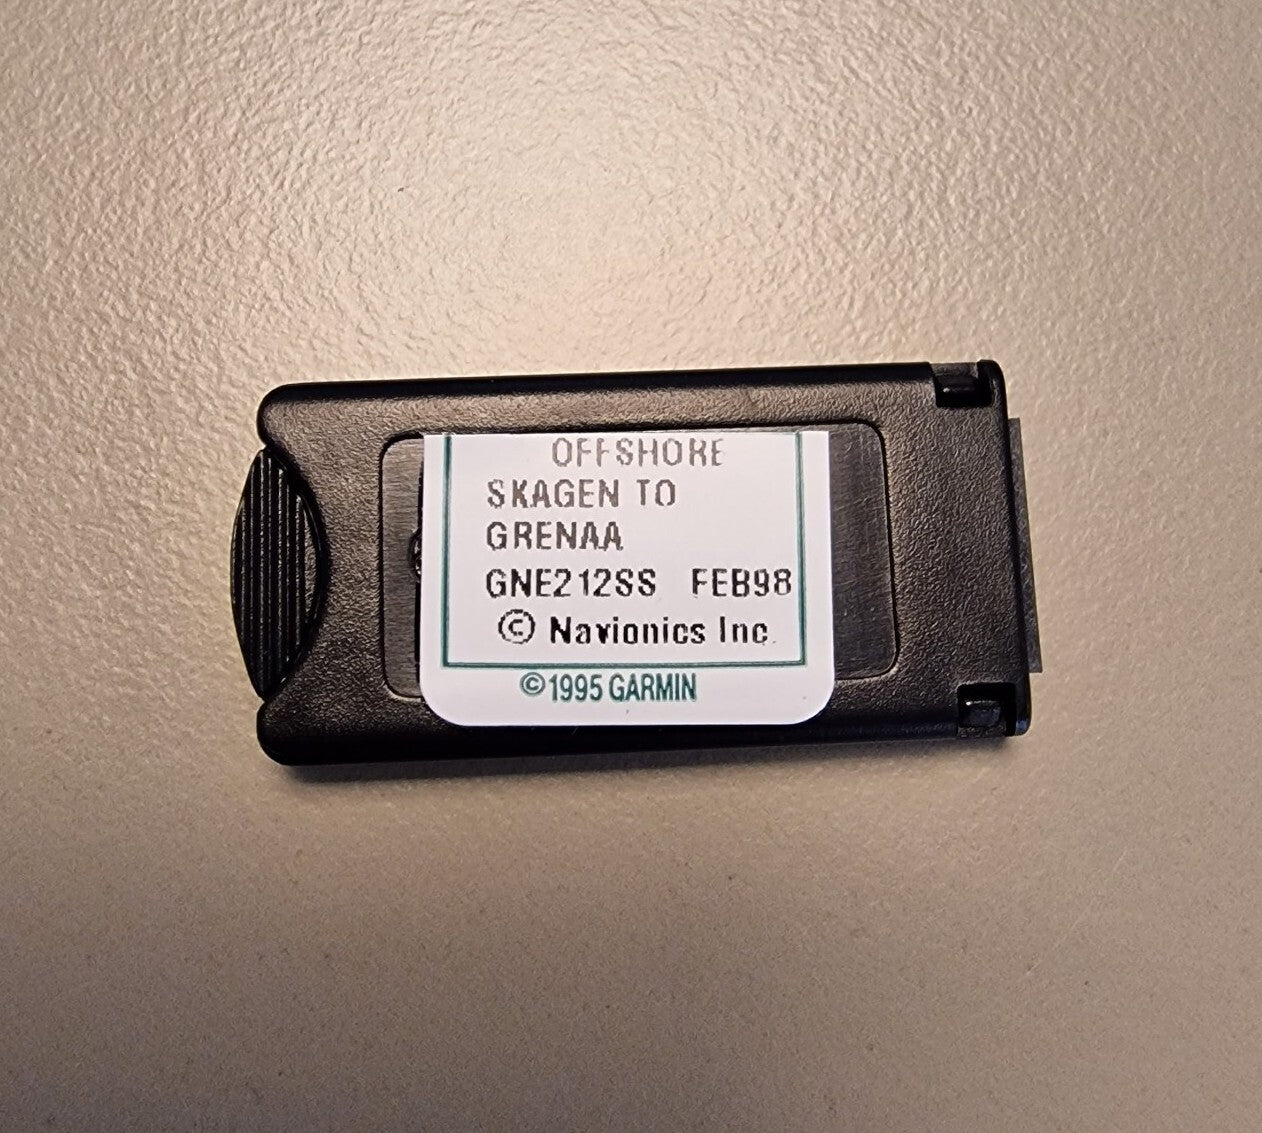 OFFSHORE
SKAGEN TO
GRENAA
GNE212SS FEB98
© Navionics Inc.
© 1995 GARMIN